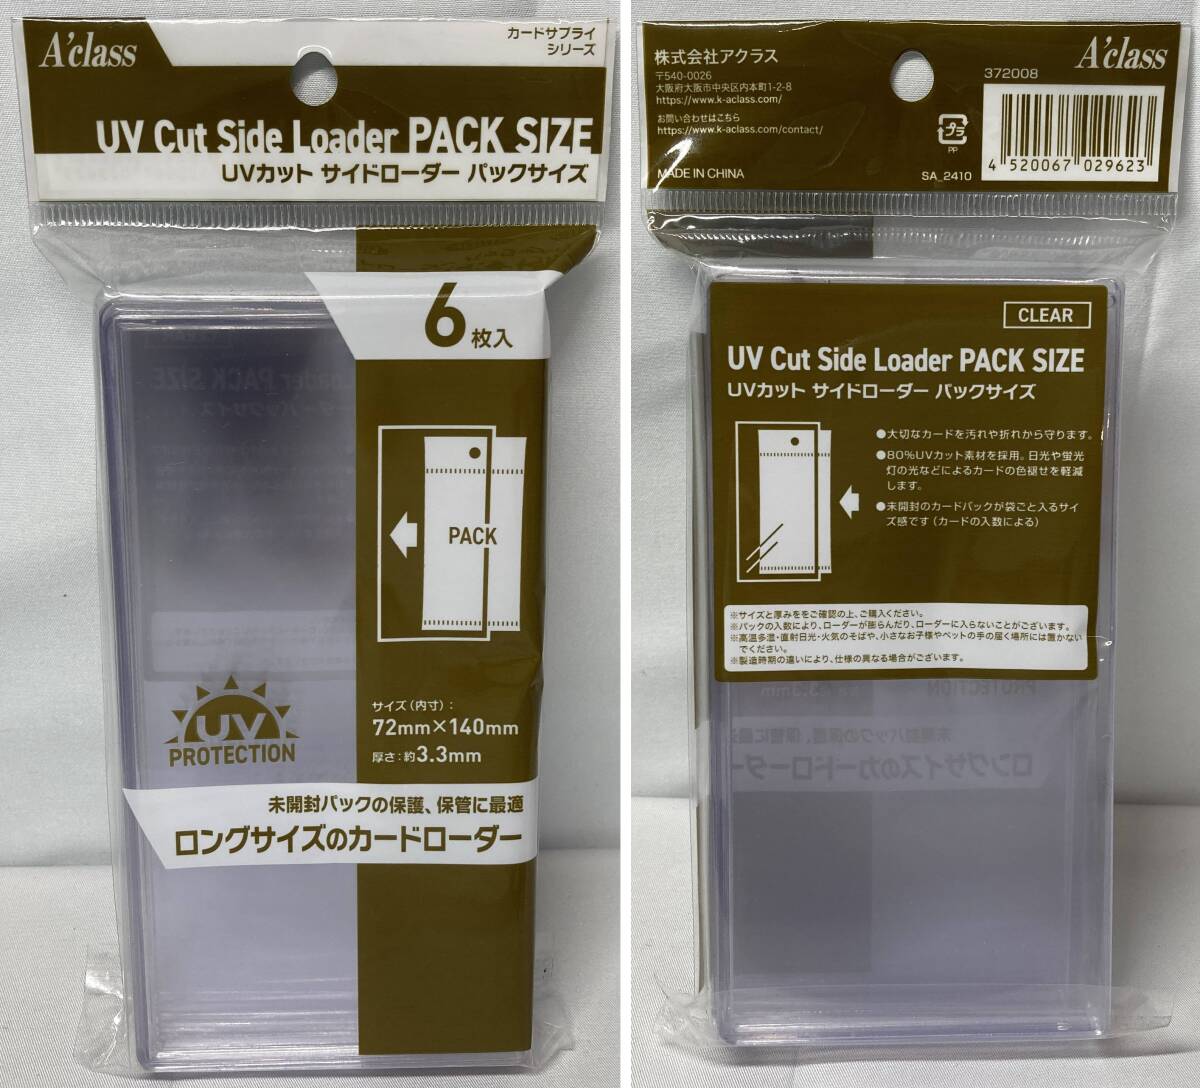 A'class
カードサプライ
シリーズ
UV Cut Side Loader PACK SIZE
UVカット サイドローダー パックサイズ
6枚入
PACK
UV
PROTECTION
サイズ（内寸）：
72mm×140mm
厚さ：約3.3mm
未開封パックの保護、保管に最適
ロングサイズのカードローダー
株式会社アクラス
〒540-0026
大阪府大阪市中央区内本町1-2-8
https://www.k-aclass.com/
お問い合わせはこちら
https://www.k-aclass.com/contact/
MADE IN CHINA
プラ
PP
SA_2410
372008
A'class
4 520067 029623
CLEAR
UV Cut Side Loader PACK SIZE
UVカット サイドローダー パックサイズ
●大切なカードを汚れや折れから守ります。
●80%UVカット素材を採用。日光や蛍光
灯の光などによるカードの色褪せを軽減
します。
●未開封のカードパックが袋ごと入るサイ
ズ感です（カードの入数による）
※サイズと厚みををご確認の上、ご購入ください。
※パックの入数により、ローダーが膨らんだり、ローダーに入らないことがございます。
※高温多湿・直射日光・火気のそばや、小さなお子様やペットの手の届く場所には置かない
でください。
※製造時期の違いにより、仕様の異なる場合がございます。